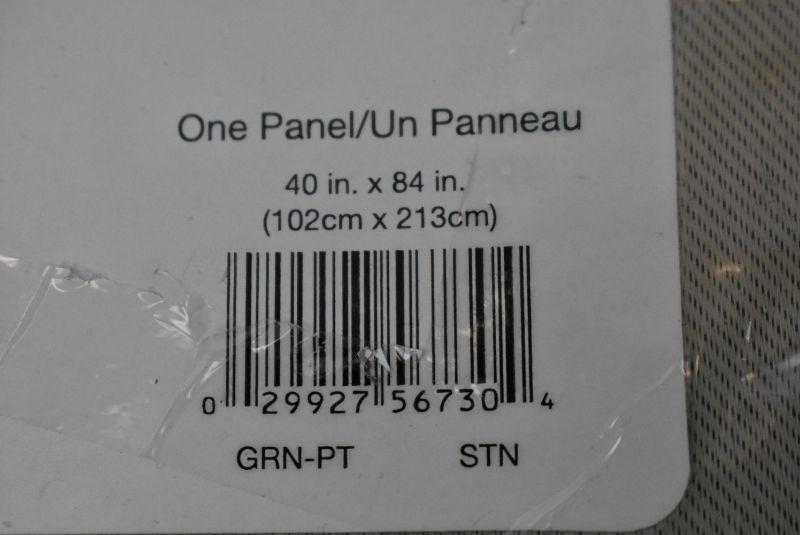 One Panel/Un Panneau
40 in. x 84 in.
(102cm x 213cm)
0 29927 56730 4
GRN-PT STN